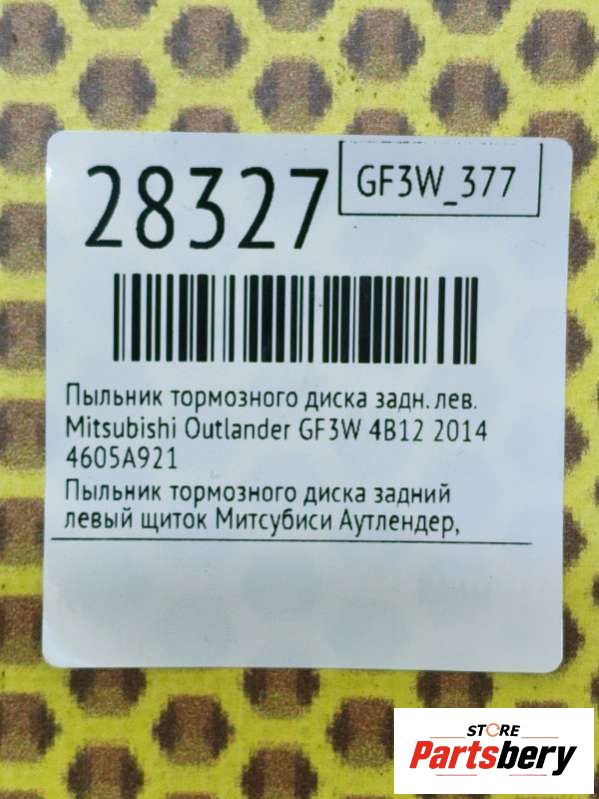 28327
GF3W_377
Пыльник тормозного диска задн. лев.
Mitsubishi Outlander GF3W 4B12 2014
4605A921
Пыльник тормозного диска задний
левый щиток Митсубиси Аутлендер,
STORE
Partsbery